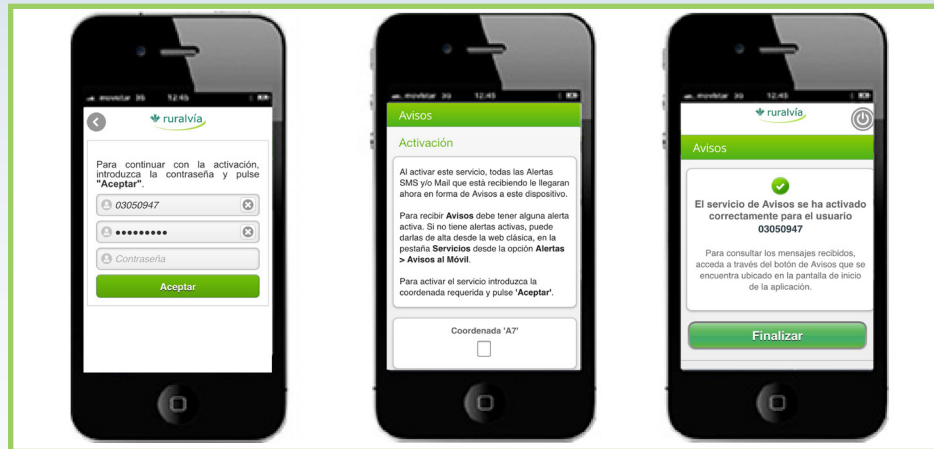 movistar 3G 12:45
ruralvía
Para continuar con la activación,
introduzca la contraseña y pulse
"Aceptar".
03050947
Contraseña
Aceptar
movistar 3G 12:45
Avisos
Activación
Al activar este servicio, todas las Alertas
SMS y/o Mail que está recibiendo le llegaran
ahora en forma de Avisos a este dispositivo.
Para recibir Avisos debe tener alguna alerta
activa. Si no tiene alertas activas, puede
darlas de alta desde la web clásica, en la
pestaña Servicios desde la opción Alertas
> Avisos al Móvil.
Para activar el servicio introduzca la
coordenada requerida y pulse 'Aceptar'.
Coordenada 'A7'
movistar 3G 12:45
ruralvía
Avisos
El servicio de Avisos se ha activado
correctamente para el usuario
03050947
Para consultar los mensajes recibidos,
acceda a través del botón de Avisos que se
encuentra ubicado en la pantalla de inicio
de la aplicación.
Finalizar